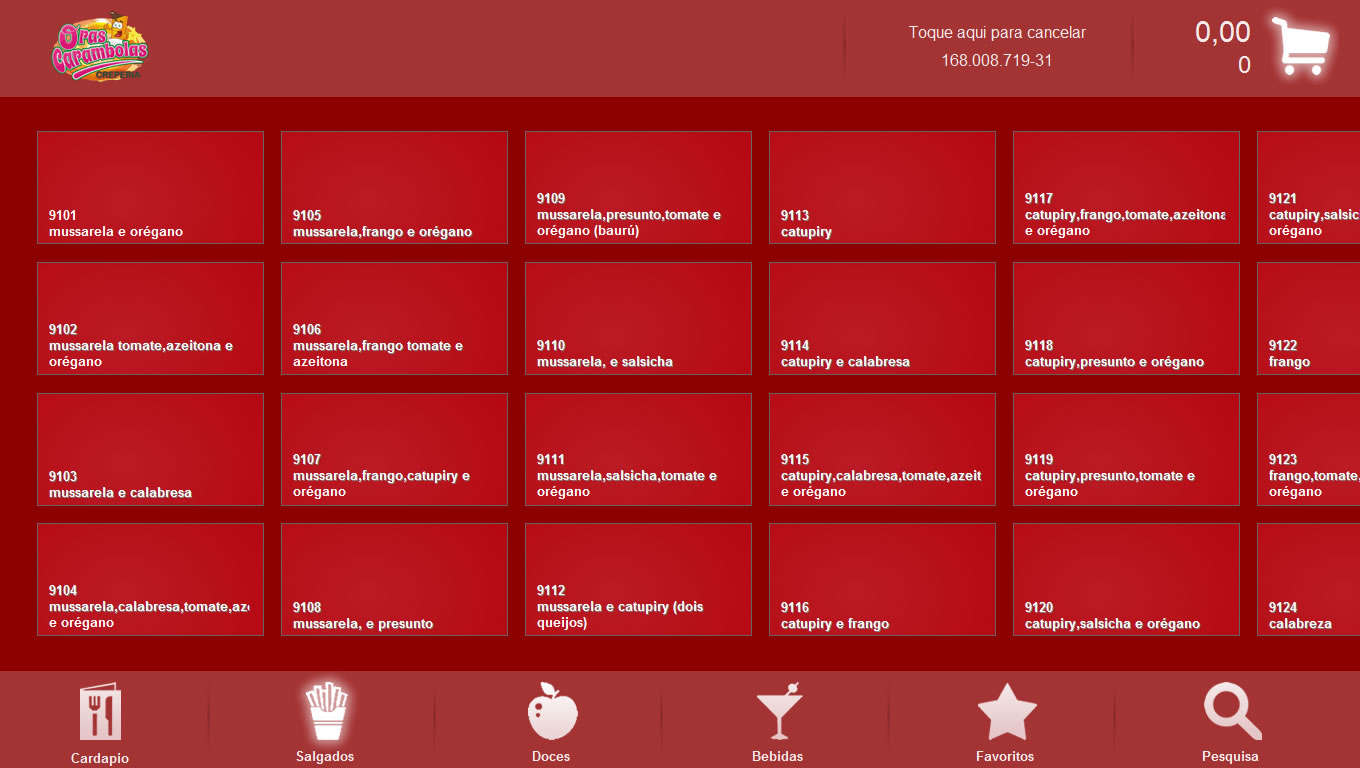 O'ras
Carambolas
CREPERIA
Toque aqui para cancelar
168.008.719-31
0,00
0
9101
mussarela e orégano
9105
mussarela,frango e orégano
9109
mussarela,presunto,tomate e
orégano (baurú)
9113
catupiry
9117
catupiry,frango,tomate,azeitona
e orégano
9121
catupiry,salsic
orégano
9102
mussarela tomate,azeitona e
orégano
9106
mussarela,frango tomate e
azeitona
9110
mussarela, e salsicha
9114
catupiry e calabresa
9118
catupiry,presunto e orégano
9122
frango
9103
mussarela e calabresa
9107
mussarela,frango,catupiry e
orégano
9111
mussarela,salsicha,tomate e
orégano
9115
catupiry,calabresa,tomate,azeit
e orégano
9119
catupiry,presunto,tomate e
orégano
9123
frango,tomate,
orégano
9104
mussarela,calabresa,tomate,aze
e orégano
9108
mussarela, e presunto
9112
mussarela e catupiry (dois
queijos)
9116
catupiry e frango
9120
catupiry,salsicha e orégano
9124
calabreza
Cardapio
Salgados
Doces
Bebidas
Favoritos
Pesquisa